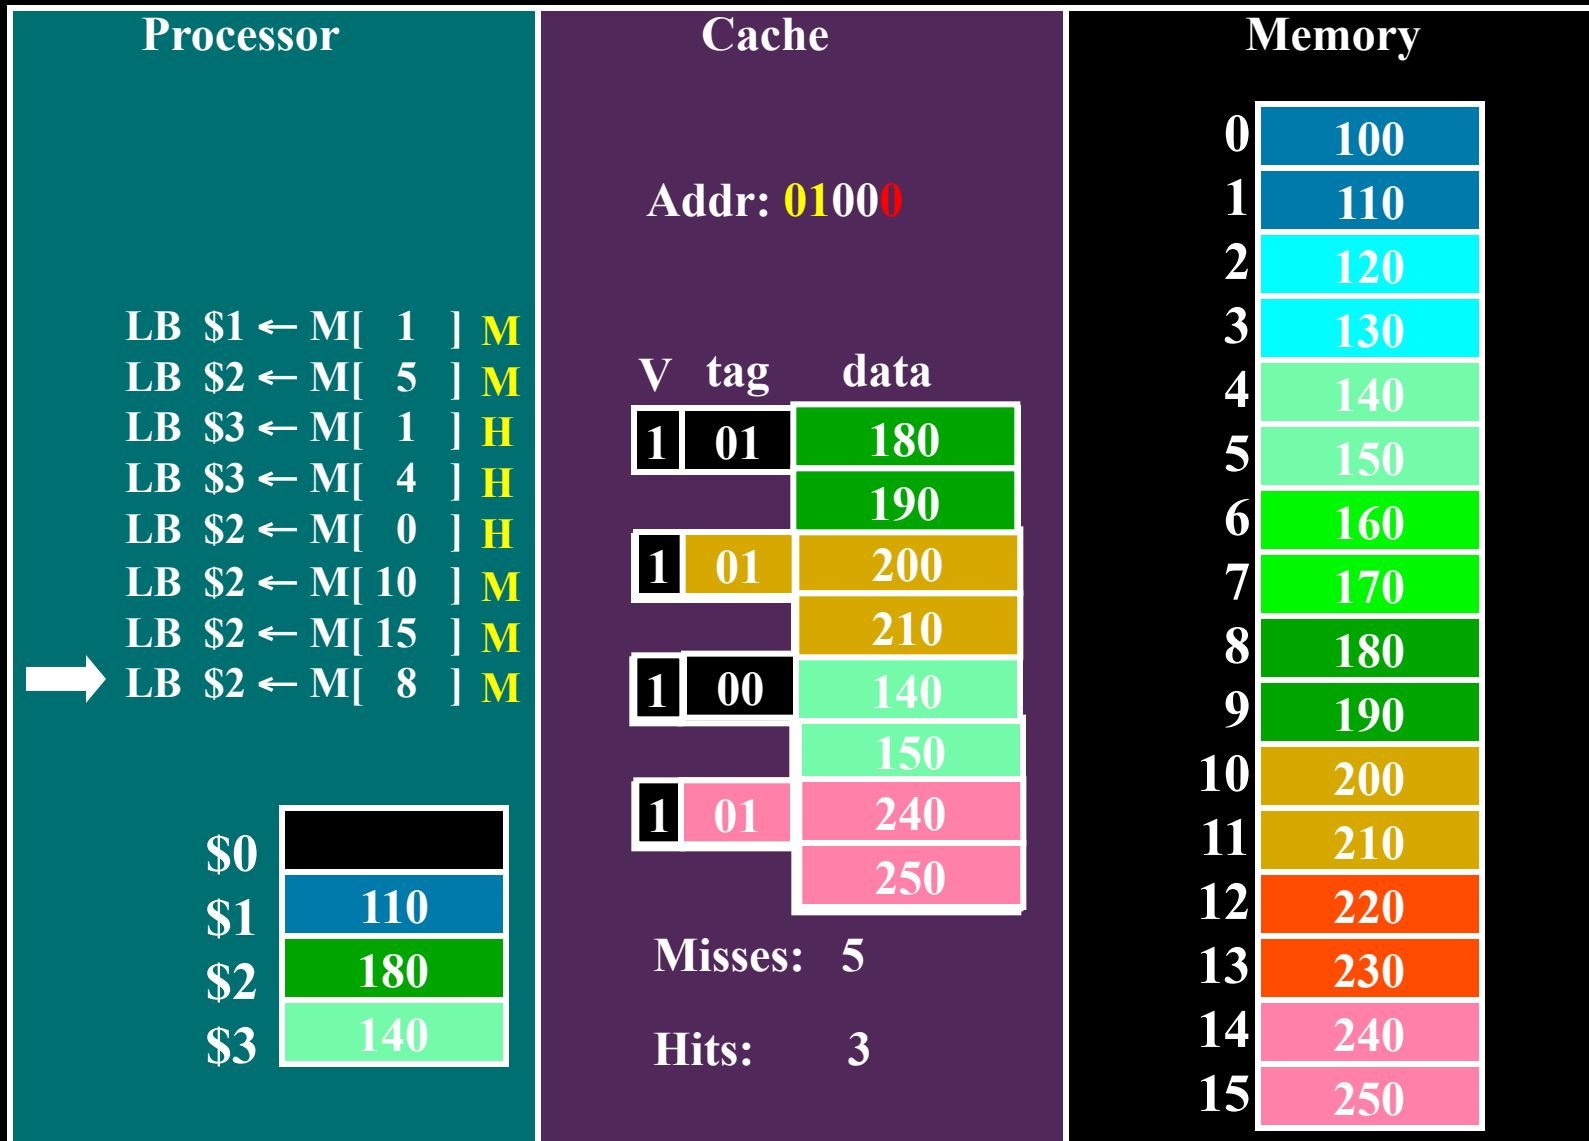 Processor
LB $1 ← M[ 1 ] M
LB $2 ← M[ 5 ] M
LB $3 ← M[ 1 ] H
LB $3 ← M[ 4 ] H
LB $2 ← M[ 0 ] H
LB $2 ← M[ 10 ] M
LB $2 ← M[ 15 ] M
LB $2 ← M[ 8 ] M
$0
$1 110
$2 180
$3 140
Cache
Addr: 01000
V tag data
1 01 180
190
1 01 200
210
1 00 140
150
1 01 240
250
Misses: 5
Hits: 3
Memory
0 100
1 110
2 120
3 130
4 140
5 150
6 160
7 170
8 180
9 190
10 200
11 210
12 220
13 230
14 240
15 250